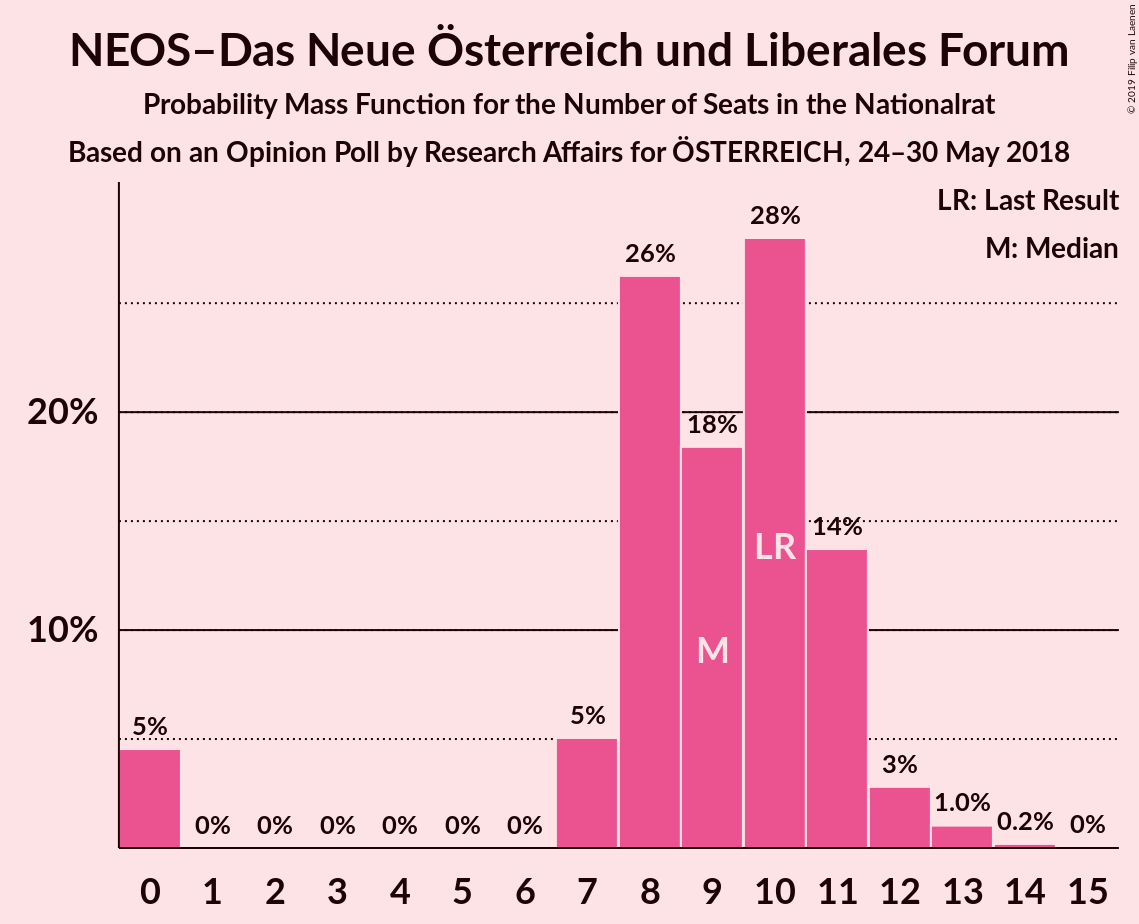 NEOS–Das Neue Österreich und Liberales Forum
Probability Mass Function for the Number of Seats in the Nationalrat
Based on an Opinion Poll by Research Affairs for ÖSTERREICH, 24–30 May 2018
© 2019 Filip van Laenen
LR: Last Result
M: Median
28%
26%
20%
18%
14%
LR
10%
M
5%
5%
3%
1.0%
0% 0% 0% 0% 0% 0% 0.2% 0%
0 1 2 3 4 5 6 7 8 9 10 11 12 13 14 15